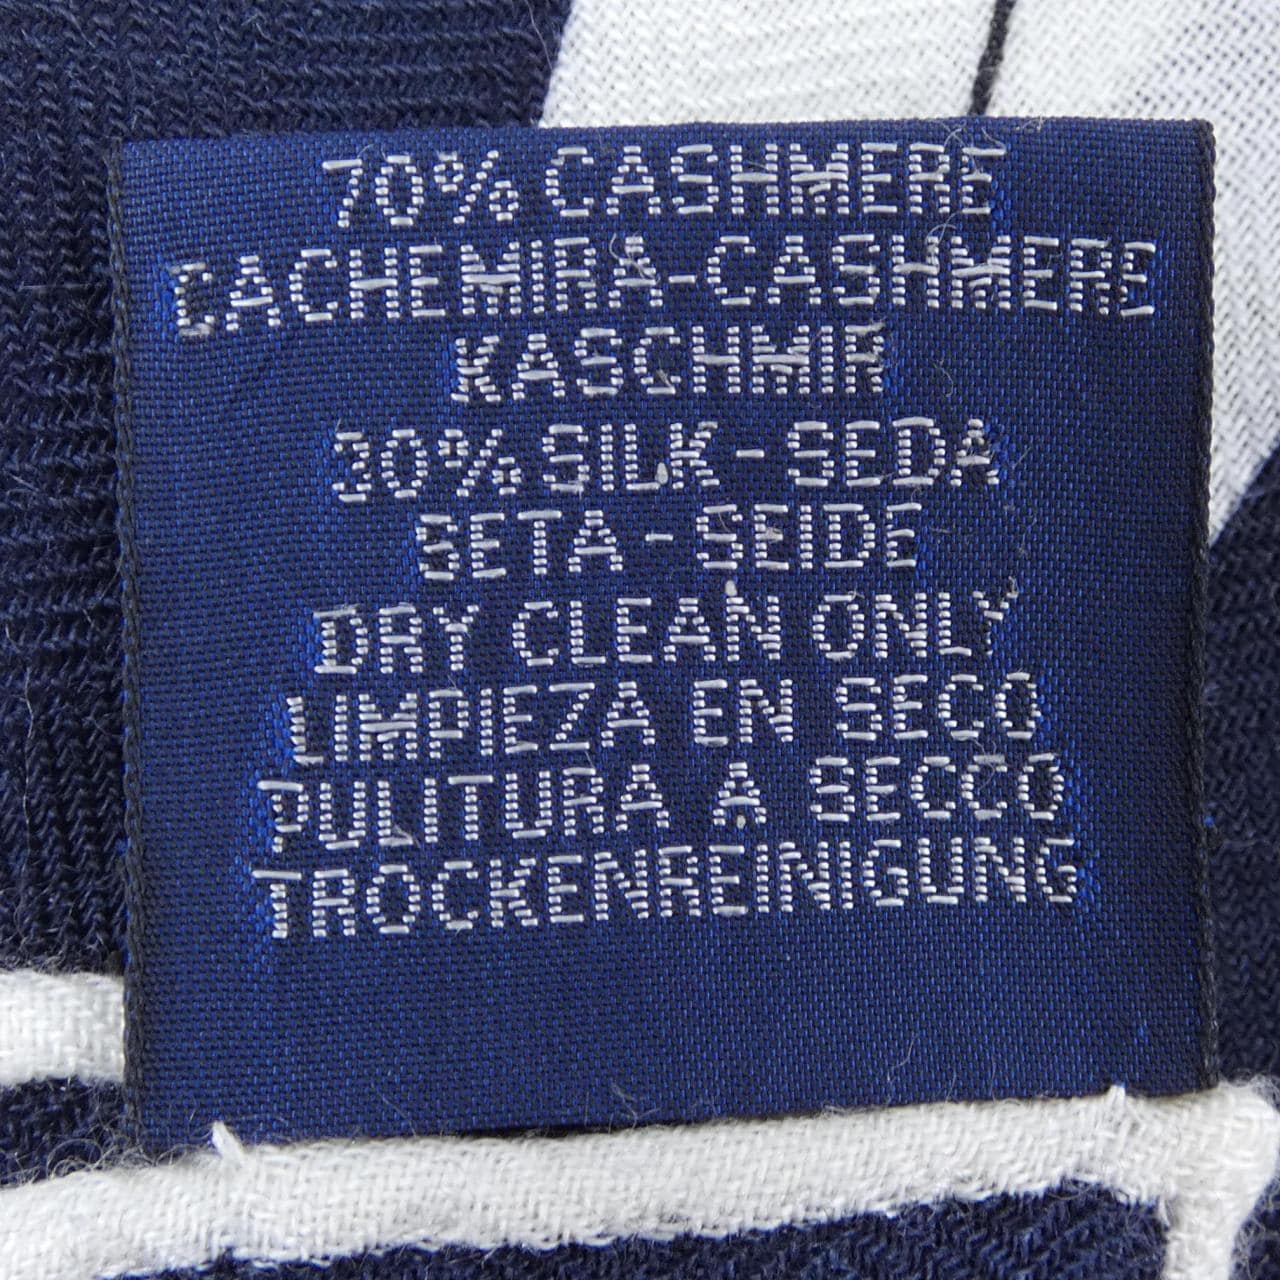 70% CASHMERE
CACHEMIRA-CASHMERE
KASCHMIR
30% SILK - SEDA
SETA - SEIDE
DRY CLEAN ONLY
LIMPIEZA EN SECO
PULITURA A SECCO
TROCKENREINIGUNG